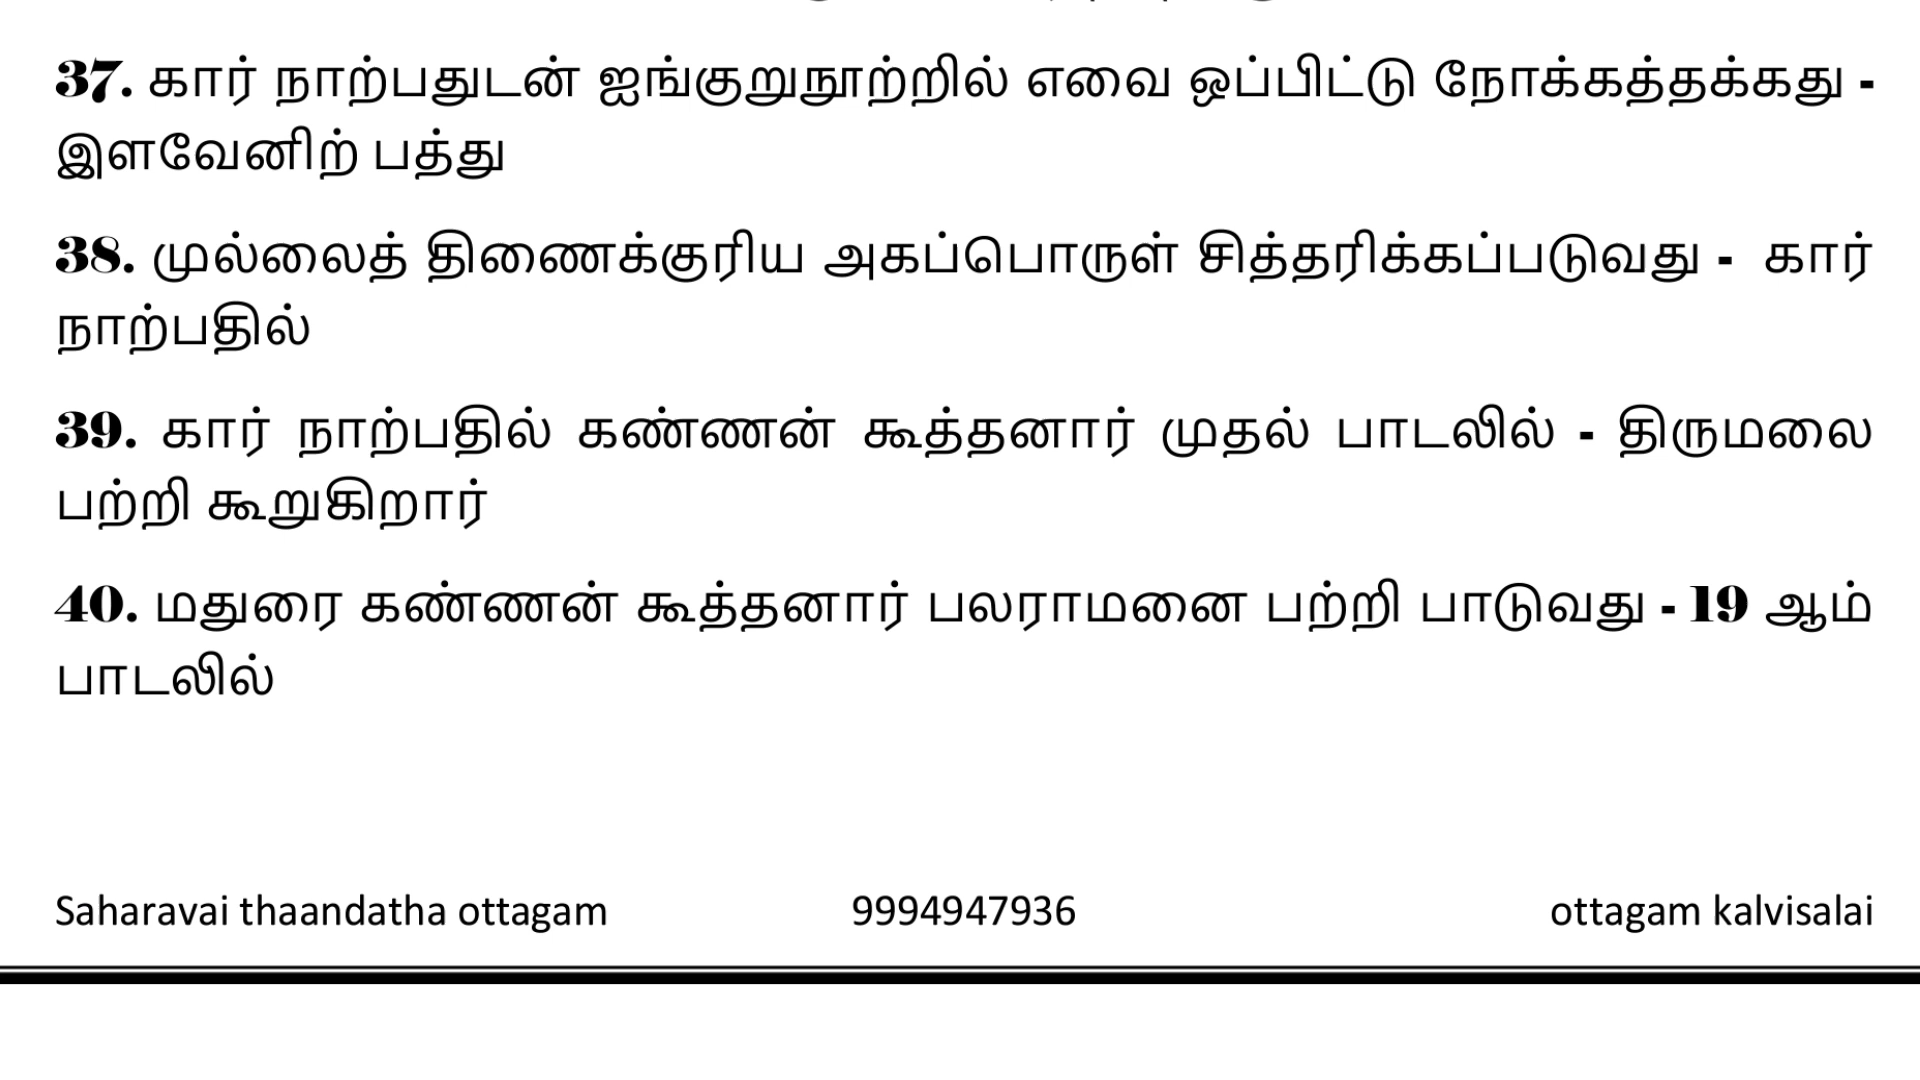 37. கார் நாற்பதுடன் ஐங்குறுநூற்றில் எவை ஒப்பிட்டு நோக்கத்தக்கது -
இளவேனிற் பத்து
38. முல்லைத் திணைக்குரிய அகப்பொருள் சித்தரிக்கப்படுவது - கார்
நாற்பதில்
39. கார் நாற்பதில் கண்ணன் கூத்தனார் முதல் பாடலில் - திருமலை
பற்றி கூறுகிறார்
40. மதுரை கண்ணன் கூத்தனார் பலராமனை பற்றி பாடுவது - 19 ஆம்
பாடலில்
Saharavai thaandatha ottagam 9994947936 ottagam kalvisalai